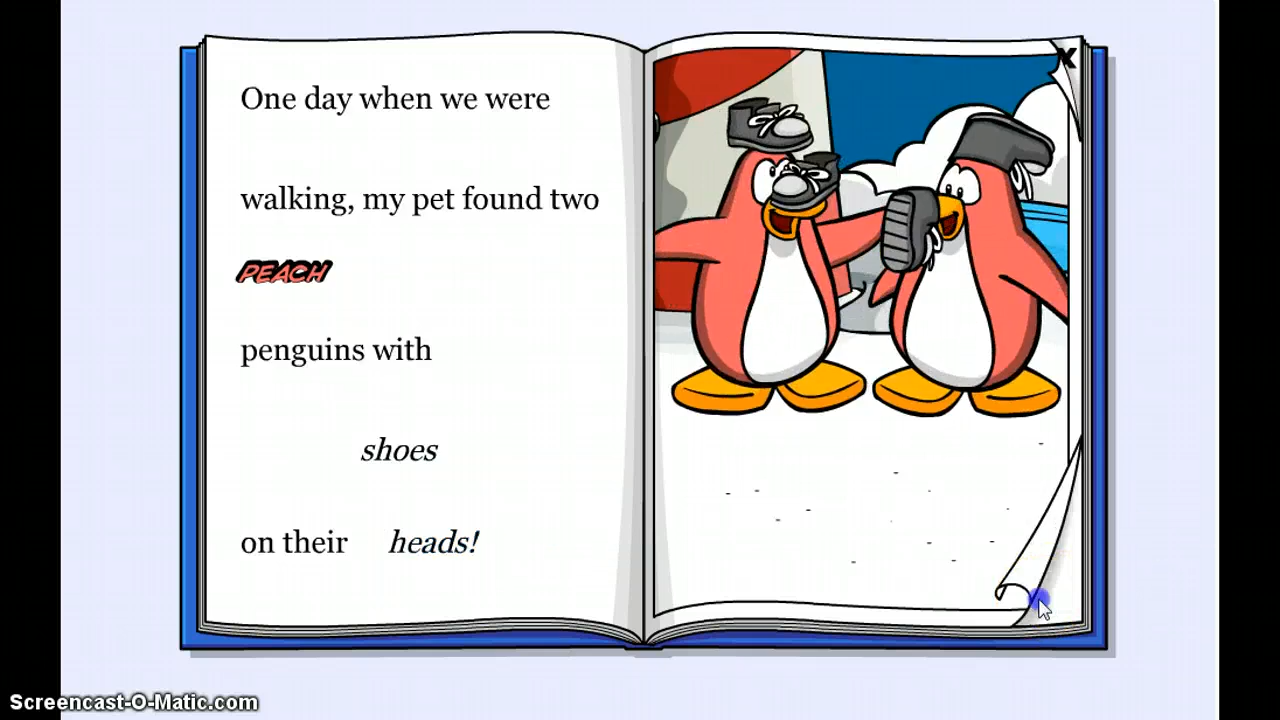 One day when we were
walking, my pet found two
PEACH
penguins with
shoes
on their heads!
X
Screencast-O-Matic.com